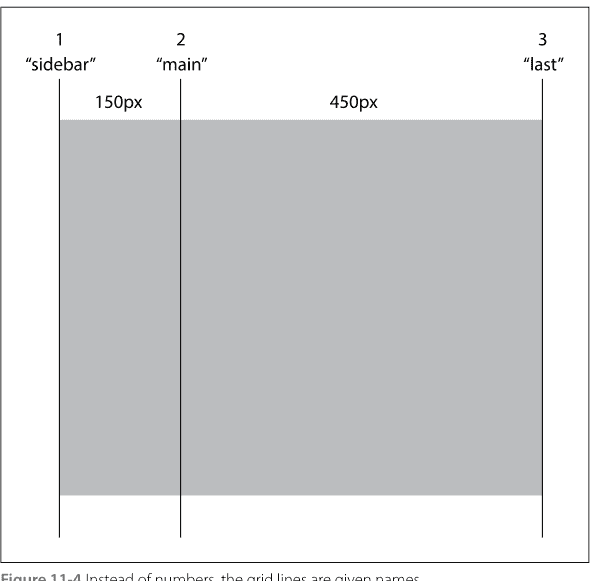 1 2 3
“sidebar” “main” “last”
150px 450px
Figure 11-4 Instead of numbers, the grid lines are given names.